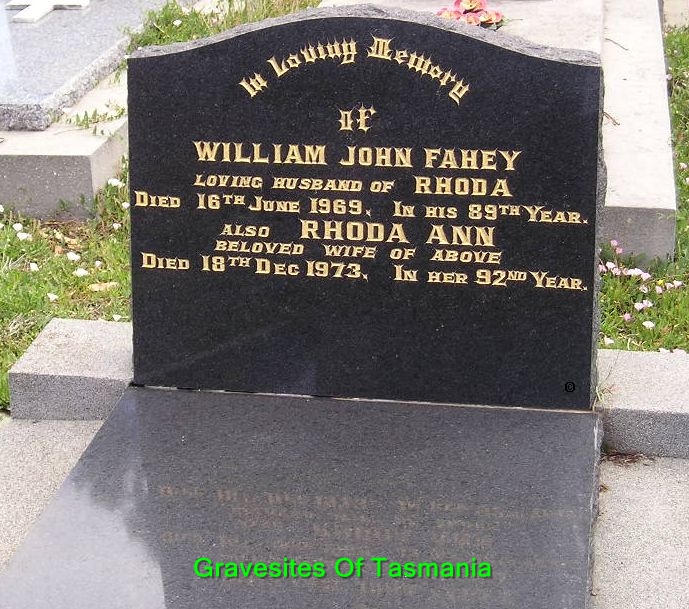 In Loving Memory
OF
WILLIAM JOHN FAHEY
LOVING HUSBAND OF RHODA
DIED 16TH JUNE 1969. IN HIS 89TH YEAR.
ALSO RHODA ANN
BELOVED WIFE OF ABOVE
DIED 18TH DEC 1973. IN HER 92ND YEAR.
©
Gravesites Of Tasmania